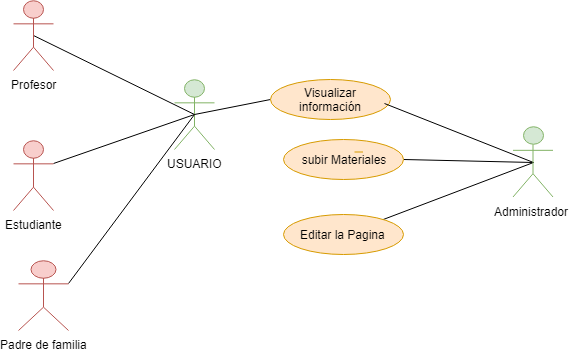 Profesor
Visualizar
información
USUARIO
subir Materiales
Estudiante
Administrador
Editar la Pagina
Padre de familia